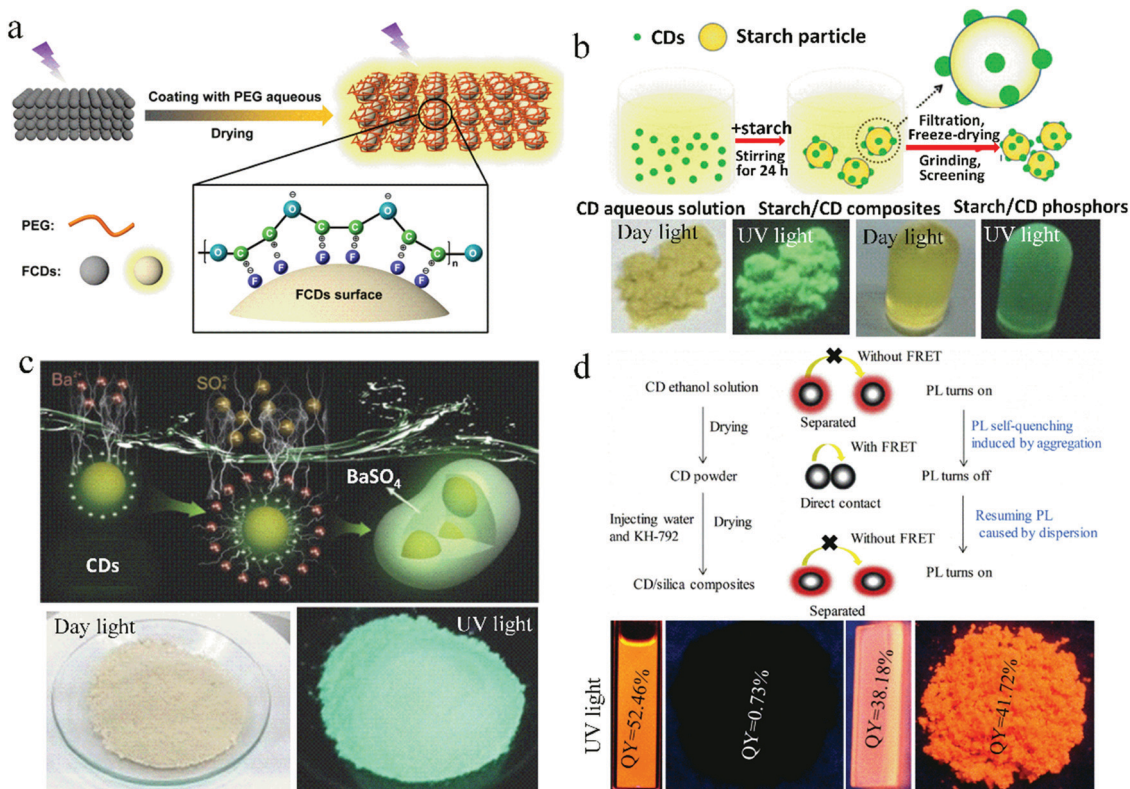 a
Coating with PEG aqueous
Drying
PEG:
FCDs:
O
O
C
C
C
C
C
C
O
O
n
F
F
F
F
F
F
FCDs surface
b
CDs
Starch particle
+starch
Stirring
for 24 h
Filtration,
Freeze-drying
Grinding,
Screening
CD aqueous solution
Starch/CD composites
Starch/CD phosphors
Day light
UV light
Day light
UV light
c
Ba2+
SO42-
BaSO4
CDs
Day light
UV light
d
Without FRET
CD ethanol solution
PL turns on
Separated
Drying
PL self-quenching
induced by aggregation
With FRET
CD powder
PL turns off
Direct contact
Injecting water
and KH-792
Drying
Without FRET
Resuming PL
caused by dispersion
CD/silica composites
PL turns on
Separated
UV light
QY=52.46%
QY=0.73%
QY=38.18%
QY=41.72%